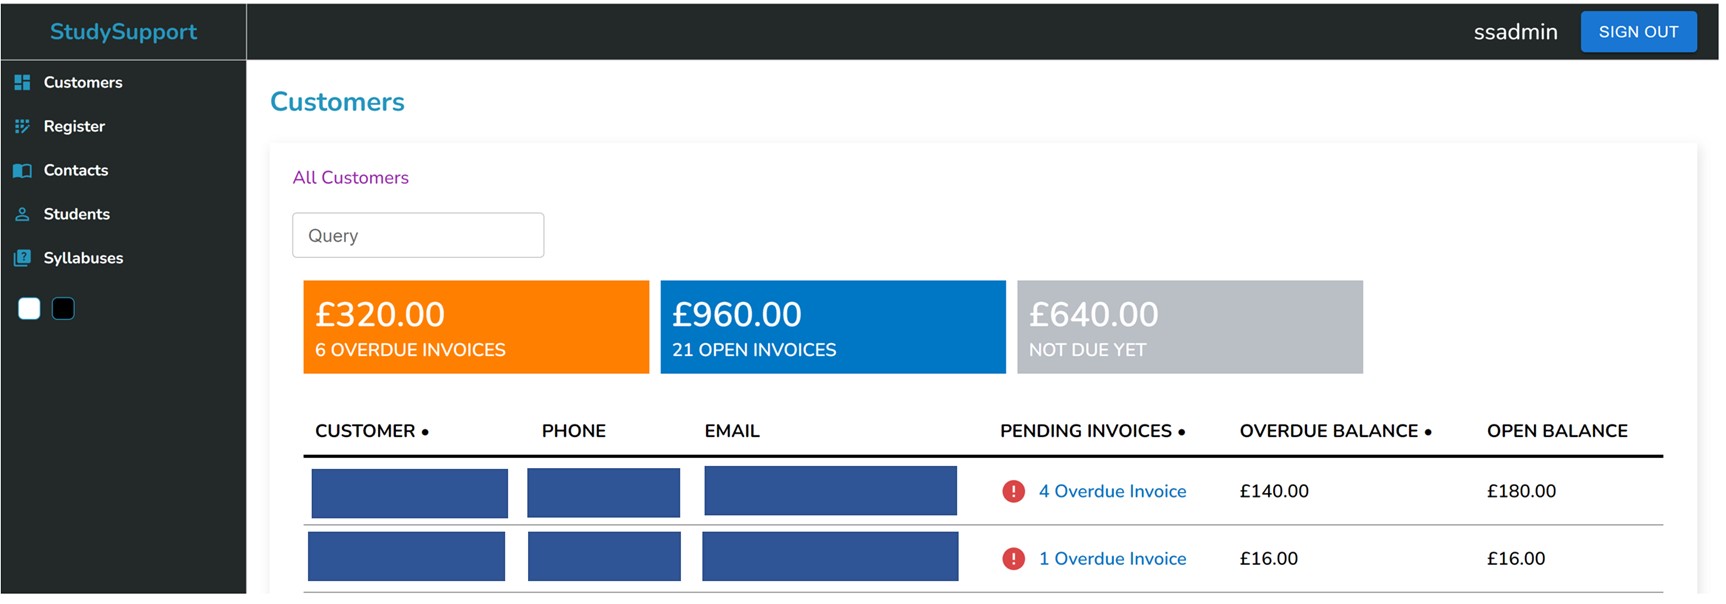 StudySupport
ssadmin
SIGN OUT
Customers
Register
Contacts
Students
Syllabuses
Customers
All Customers
Query
£320.00
6 OVERDUE INVOICES
£960.00
21 OPEN INVOICES
£640.00
NOT DUE YET
CUSTOMER • PHONE EMAIL PENDING INVOICES • OVERDUE BALANCE • OPEN BALANCE
4 Overdue Invoice £140.00 £180.00
1 Overdue Invoice £16.00 £16.00